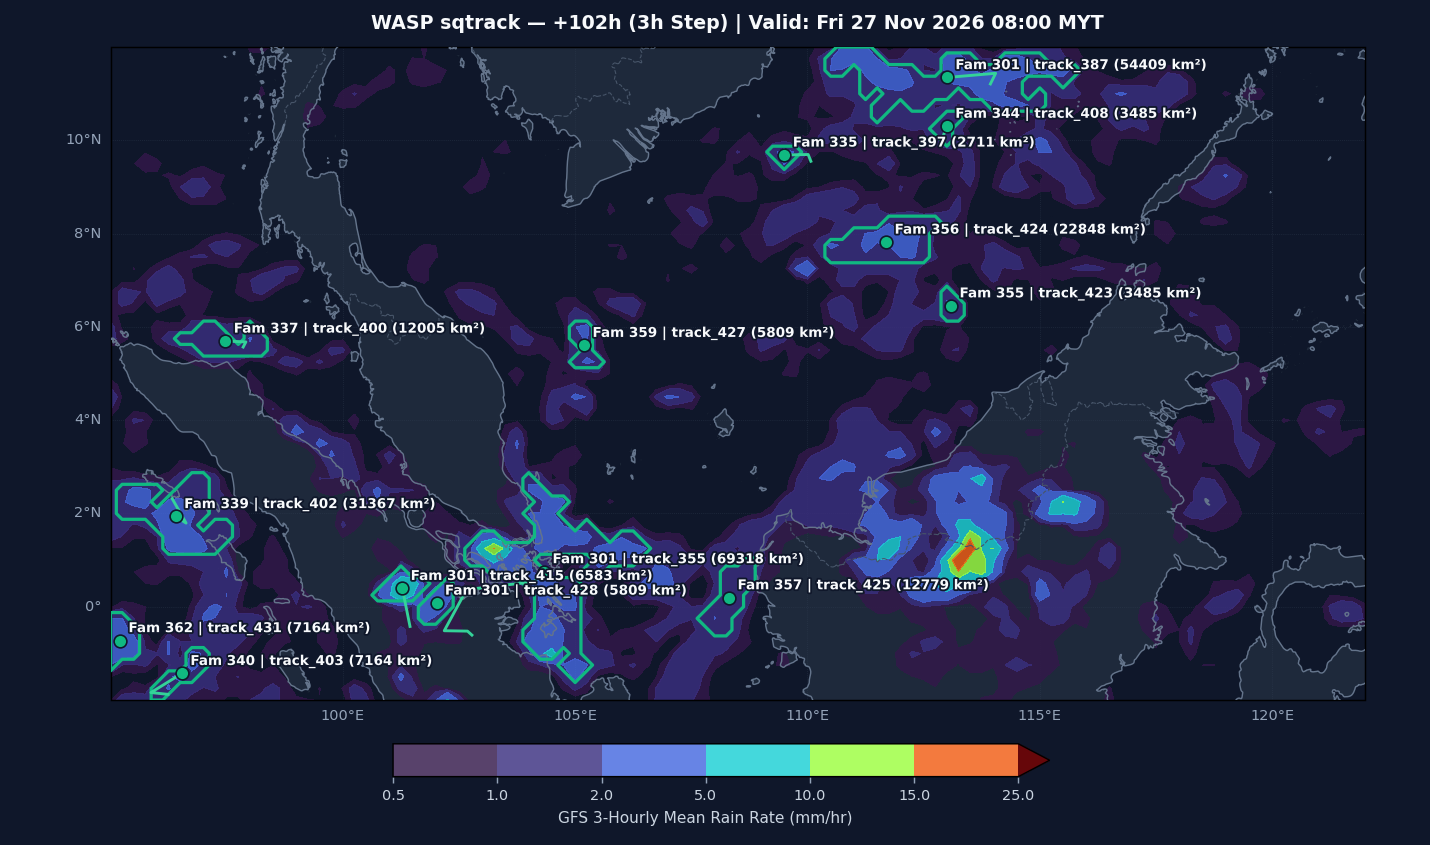 WASP sqtrack — +102h (3h Step) | Valid: Fri 27 Nov 2026 08:00 MYT
Fam 301 | track_387 (54409 km²)
Fam 344 | track_408 (3485 km²)
10°N
Fam 335 | track_397 (2711 km²)
8°N
Fam 356 | track_424 (22848 km²)
Fam 355 | track_423 (3485 km²)
6°N
Fam 337 | track_400 (12005 km²)
Fam 359 | track_427 (5809 km²)
4°N
2°N
Fam 339 | track_402 (31367 km²)
Fam 301 | track_355 (69318 km²)
Fam 301 | track_415 (6583 km²)
Fam 301 | track_428 (5809 km²)
Fam 357 | track_425 (12779 km²)
0°
Fam 362 | track_431 (7164 km²)
Fam 340 | track_403 (7164 km²)
100°E 105°E 110°E 115°E 120°E
0.5 1.0 2.0 5.0 10.0 15.0 25.0
GFS 3-Hourly Mean Rain Rate (mm/hr)